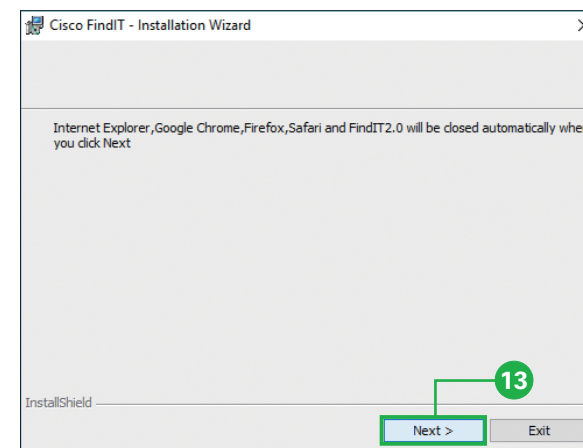 Cisco FindIT - Installation Wizard
Internet Explorer,Google Chrome,Firefox,Safari and FindIT2.0 will be closed automatically whe
you click Next
13
InstallShield
Next >
Exit